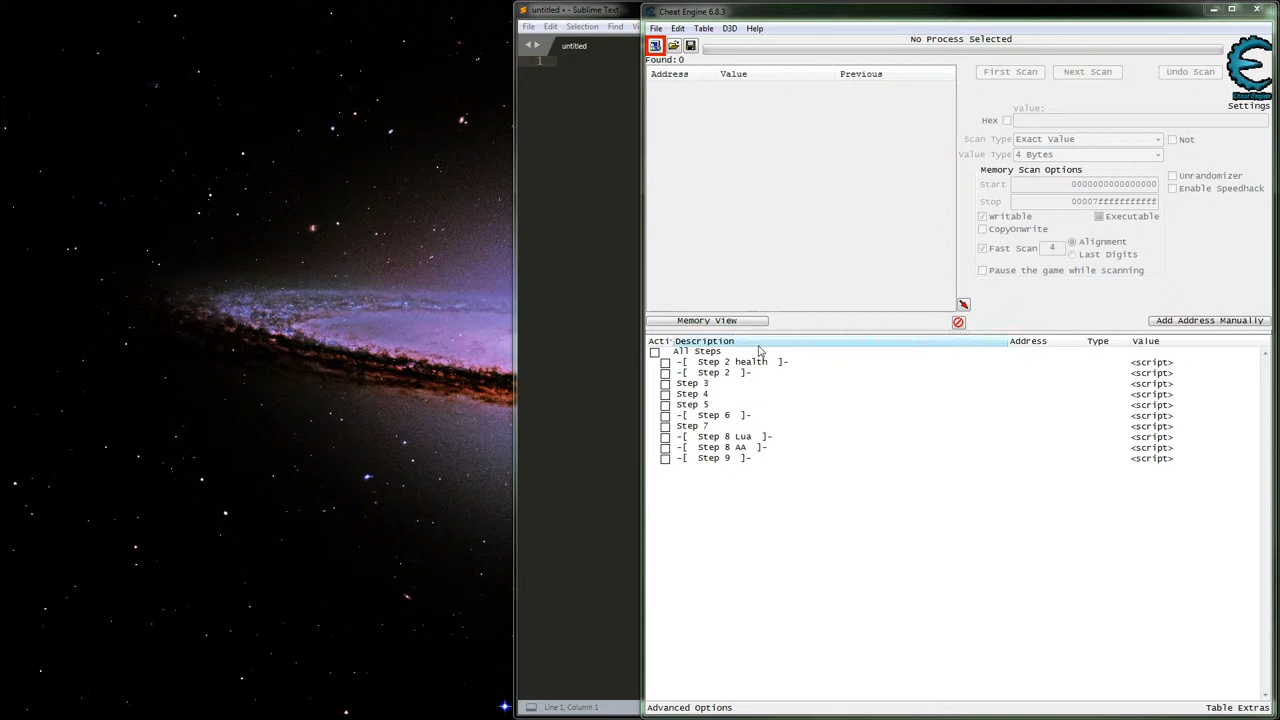 untitled • - Sublime Text
File Edit Selection Find Vi
untitled
1
Line 1, Column 1
Cheat Engine 6.8.3
File Edit Table D3D Help
No Process Selected
Found:0
Address Value Previous
First Scan Next Scan Undo Scan
Cheat Engine
Settings
Value:
Hex
Scan Type Exact Value Not
Value Type 4 Bytes
Memory Scan Options
Start 0000000000000000
Stop 00007fffffffffff
Unrandomizer
Enable Speedhack
Writable Executable
CopyOnWrite
Fast Scan 4 Alignment
Last Digits
Pause the game while scanning
Memory View Add Address Manually
Acti Description Address Type Value
All Steps
-[ Step 2 health ]- <script>
-[ Step 2 ]- <script>
Step 3 <script>
Step 4 <script>
Step 5 <script>
-[ Step 6 ]- <script>
Step 7 <script>
-[ Step 8 Lua ]- <script>
-[ Step 8 AA ]- <script>
-[ Step 9 ]- <script>
Advanced Options Table Extras